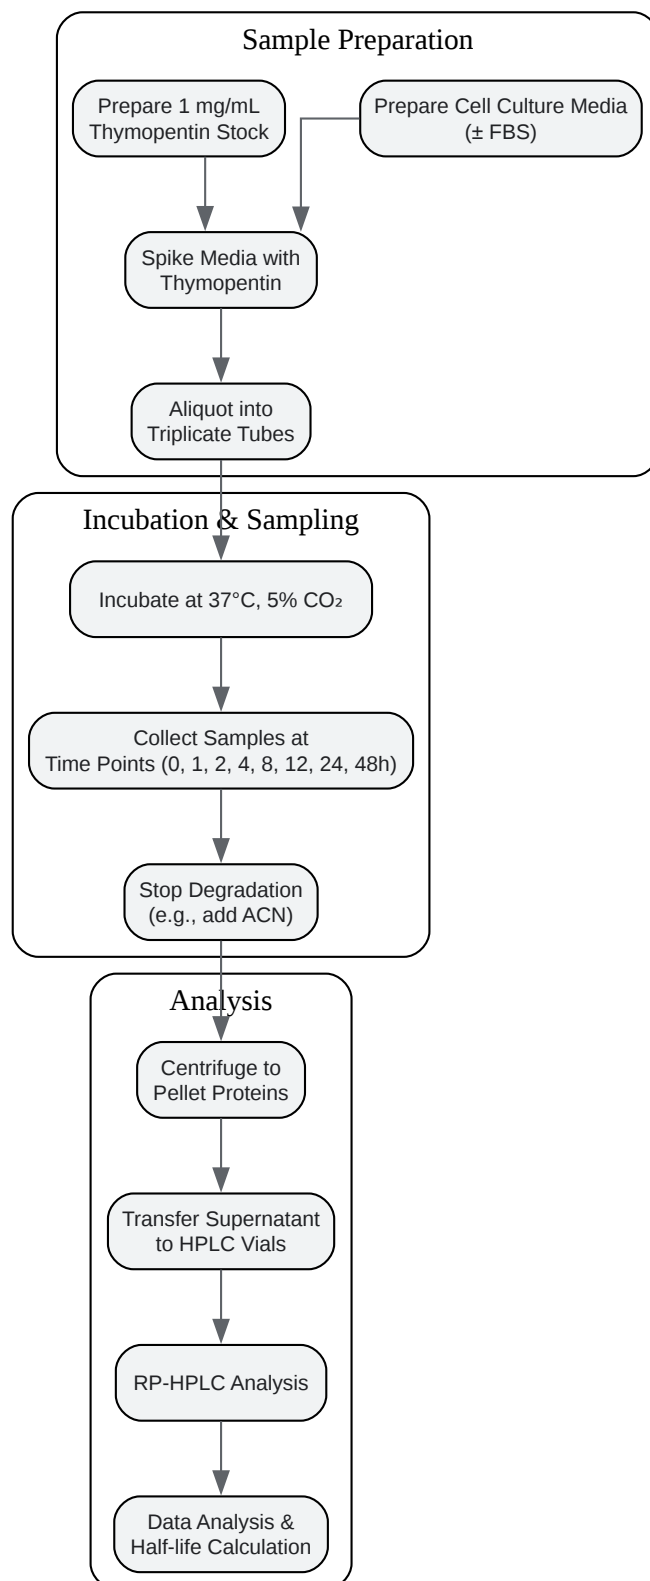 Sample Preparation
Prepare 1 mg/mL
Thymopentin Stock
Prepare Cell Culture Media
(± FBS)
Spike Media with
Thymopentin
Aliquot into
Triplicate Tubes
Incubation & Sampling
Incubate at 37°C, 5% CO₂
Collect Samples at
Time Points (0, 1, 2, 4, 8, 12, 24, 48h)
Stop Degradation
(e.g., add ACN)
Analysis
Centrifuge to
Pellet Proteins
Transfer Supernatant
to HPLC Vials
RP-HPLC Analysis
Data Analysis &
Half-life Calculation